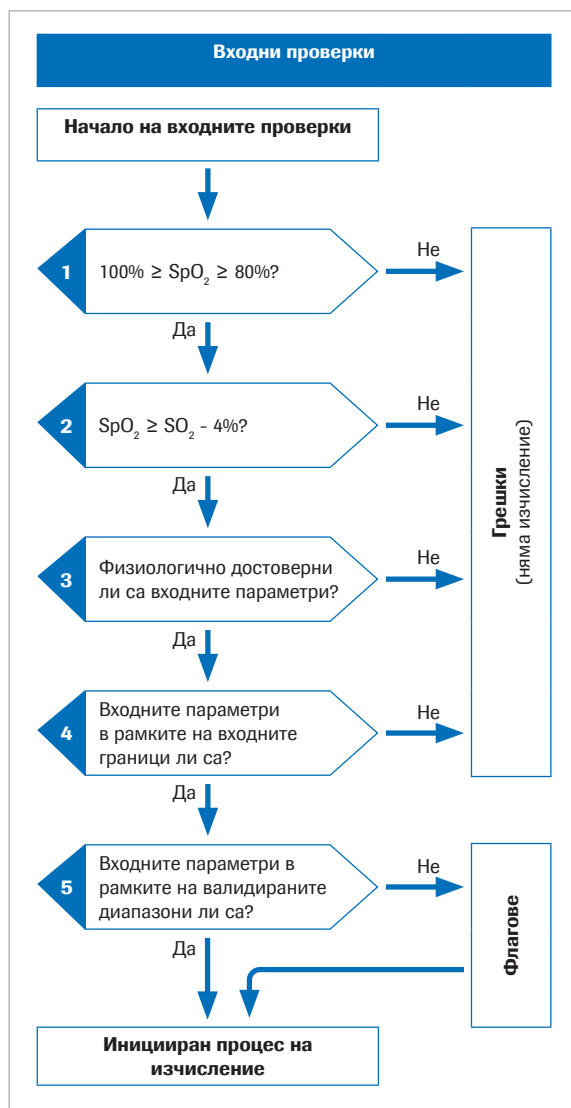 Входни проверки
Начало на входните проверки
Не
1
100% ≥ SpO₂ ≥ 80%?
Да
Не
2
SpO₂ ≥ SO₂ - 4%?
Да
Не
3
Физиологично достоверни
ли са входните параметри?
Да
Не
4
Входните параметри
в рамките на входните
граници ли са?
Да
Грешки
(няма изчисление)
Не
5
Входните параметри в
рамките на валидираните
диапазони ли са?
Да
Флагове
Иницииран процес на
изчисление